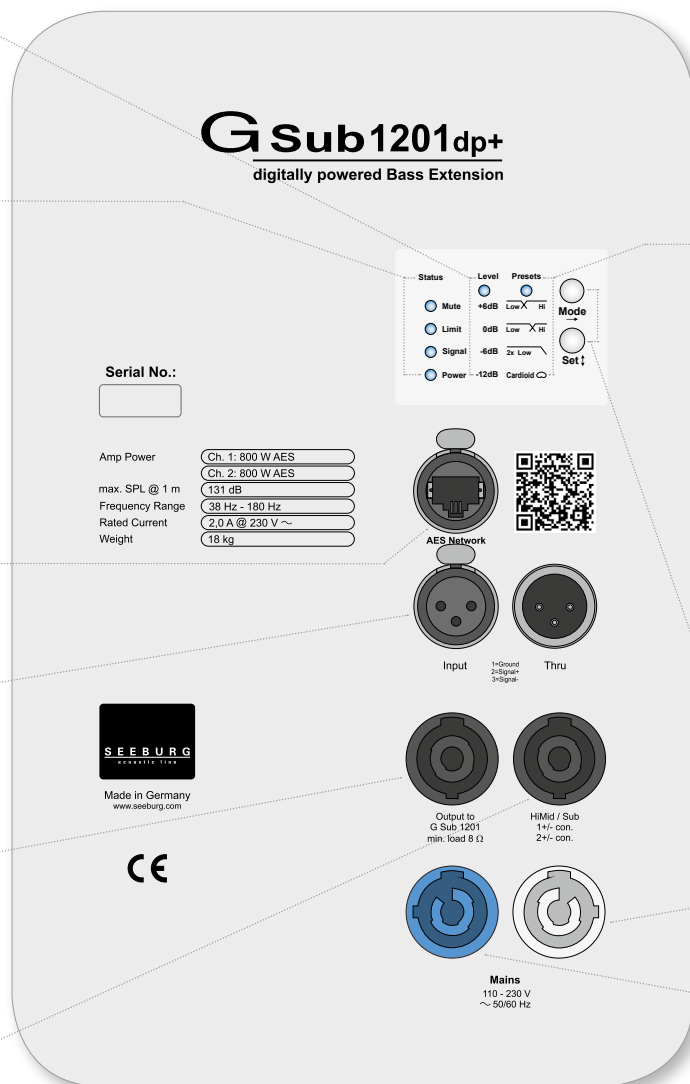 G Sub 1201 dp+
digitally powered Bass Extension
Status Level Presets
Mute +6dB Low Hi
Mode
Limit 0dB Low Hi
Signal -6dB 2x Low
Set
Power -12dB Cardioid
Serial No.:
Amp Power Ch. 1: 800 W AES
Ch. 2: 800 W AES
max. SPL @ 1 m 131 dB
Frequency Range 38 Hz - 180 Hz
Rated Current 2,0 A @ 230 V ~
Weight 18 kg
AES Network
Input
1=Ground
2=Signal+
3=Signal-
Thru
SEEBURG
acoustic line
Made in Germany
www.seeburg.com
CE
Output to
G Sub 1201
min. load 8 Ω
HiMid / Sub
1+/- con.
2+/- con.
Mains
110 - 230 V
~ 50/60 Hz